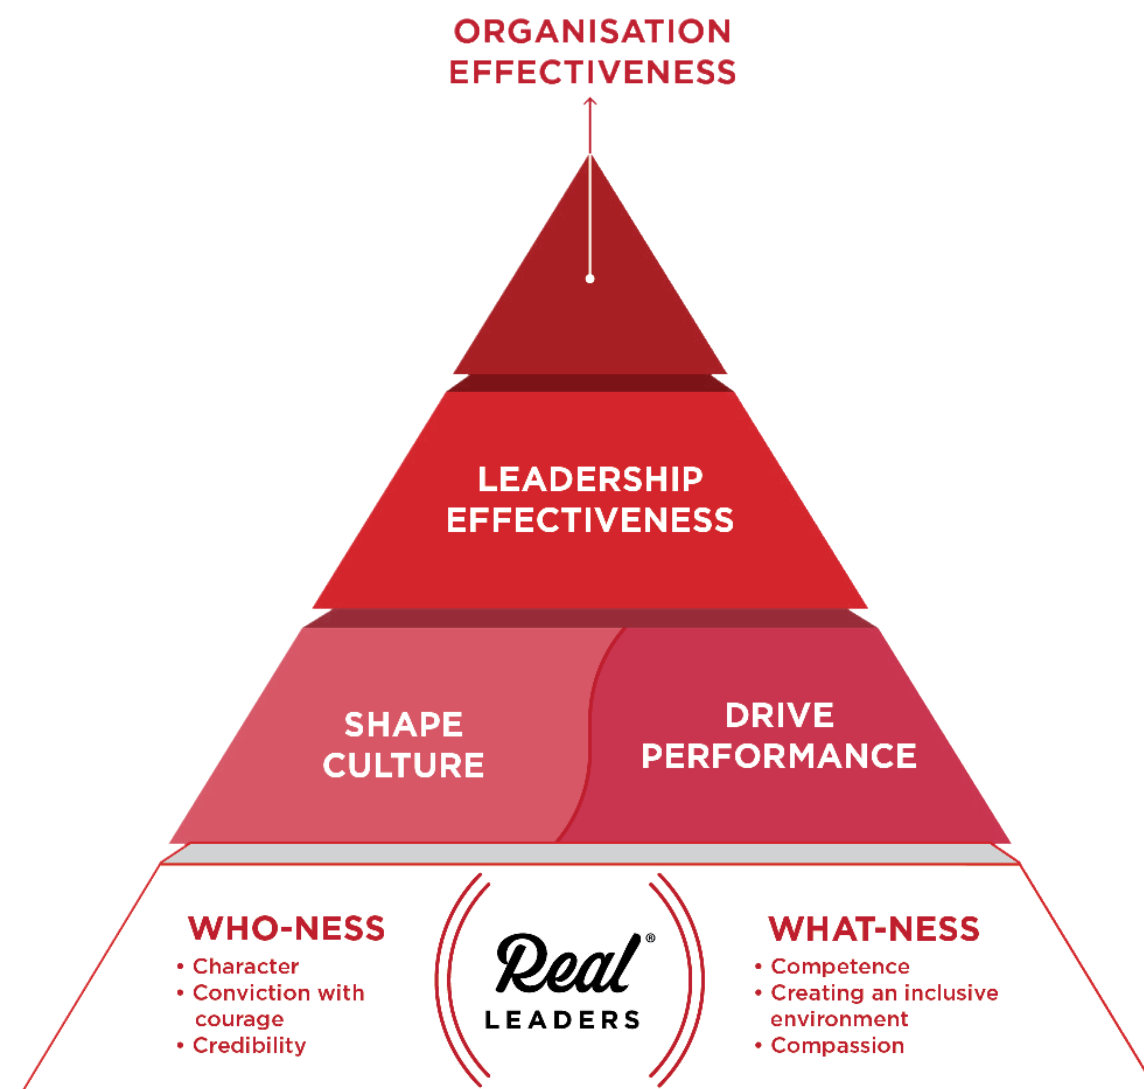 ORGANISATION
EFFECTIVENESS
LEADERSHIP
EFFECTIVENESS
SHAPE
CULTURE
DRIVE
PERFORMANCE
WHO-NESS
• Character
• Conviction with
courage
• Credibility
Real®
LEADERS
WHAT-NESS
• Competence
• Creating an inclusive
environment
• Compassion